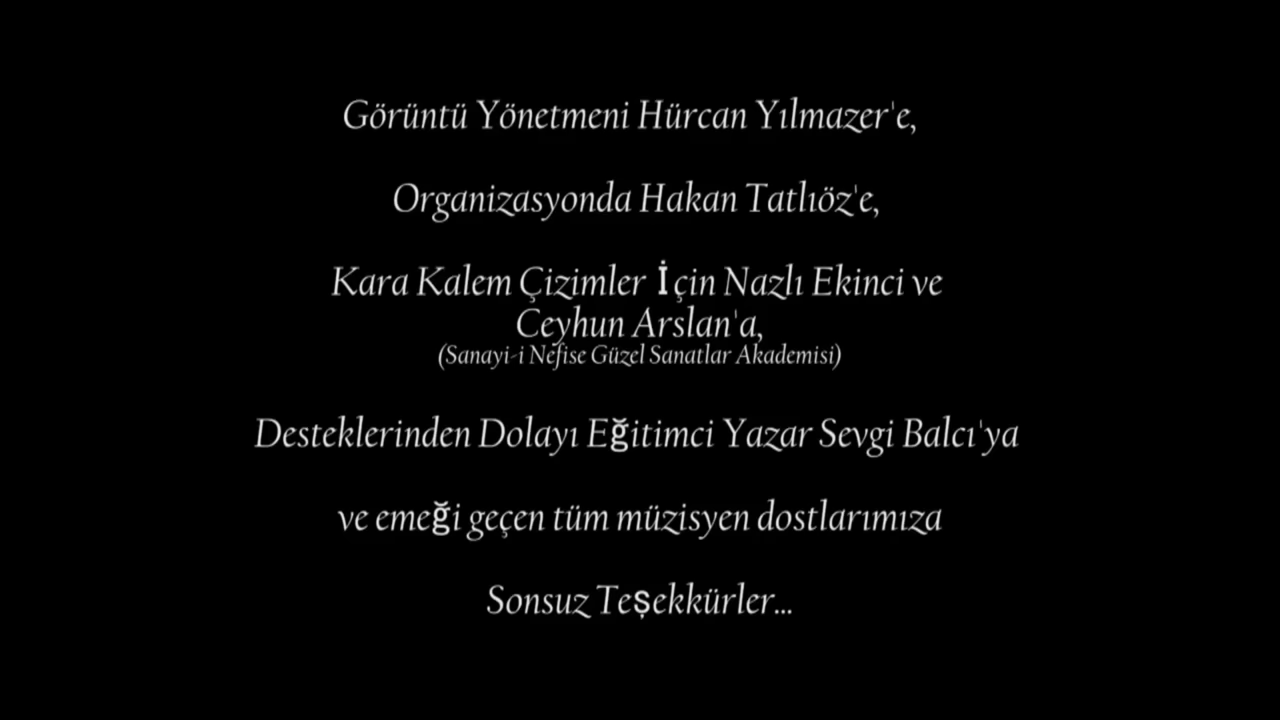 Görüntü Yönetmeni Hürcan Yılmazer'e,
Organizasyonda Hakan Tatlıöz'e,
Kara Kalem Çizimler İçin Nazlı Ekinci ve
Ceyhun Arslan'a,
(Sanayi-i Nefise Güzel Sanatlar Akademisi)
Desteklerinden Dolayı Eğitimci Yazar Sevgi Balcı'ya
ve emeği geçen tüm müzisyen dostlarımıza
Sonsuz Teşekkürler...